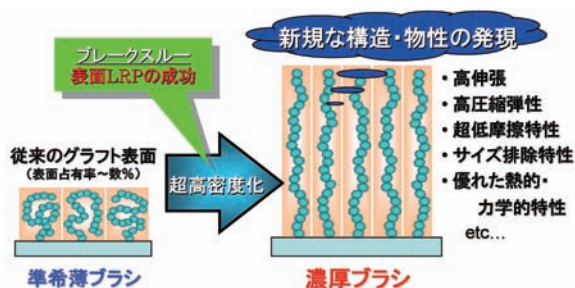 ブレークスルー
表面LRPの成功
新規な構造・物性の発現
従来のグラフト表面
(表面占有率～数%)
超高密度化
・高伸張
・高圧縮弾性
・超低摩擦特性
・サイズ排除特性
・優れた熱的・
力学的特性
etc…
準希薄ブラシ
濃厚ブラシ